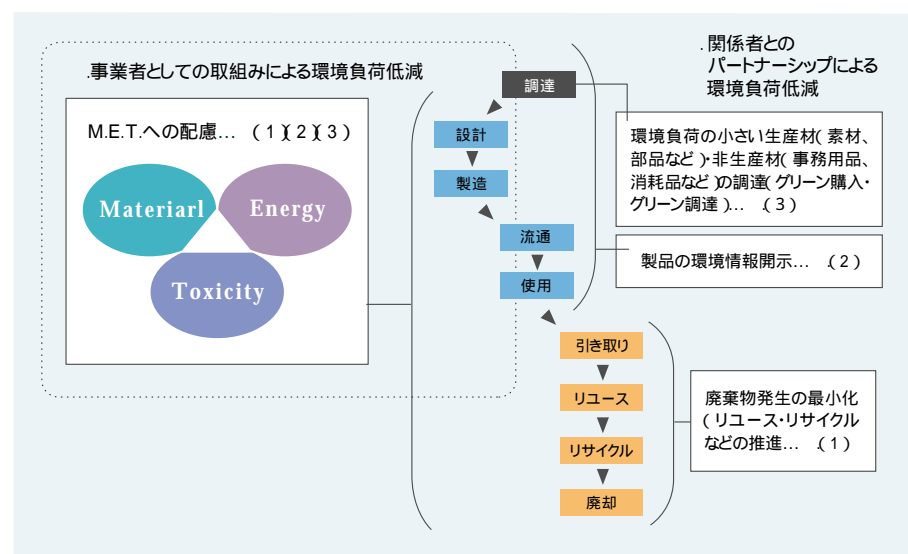 .事業者としての取組みによる環境負荷低減
M.E.T.への配慮… (1)(2)(3)
Materiarl
Energy
Toxicity
調達
設計
製造
流通
使用
引き取り
リユース
リサイクル
廃却
.関係者との
パートナーシップによる
環境負荷低減
環境負荷の小さい生産材(素材、
部品など)・非生産材(事務用品、
消耗品など)の調達(グリーン購入・
グリーン調達)… .(3)
製品の環境情報開示… .(2)
廃棄物発生の最小化
(リユース・リサイクル
などの推進… .(1)